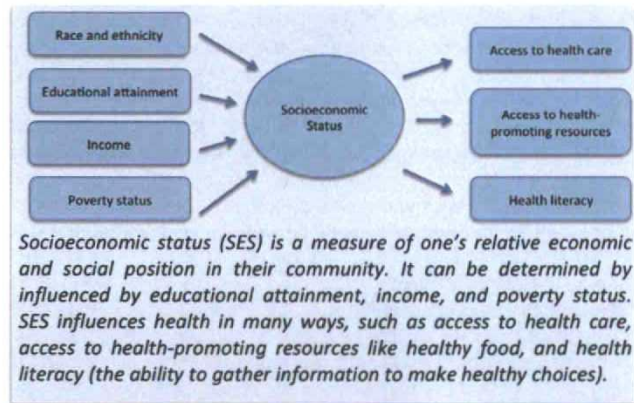 Race and ethnicity
Educational attainment
Income
Poverty status
Socioeconomic
Status
Access to health care
Access to health-
promoting resources
Health literacy
Socioeconomic status (SES) is a measure of one's relative economic
and social position in their community. It can be determined by
influenced by educational attainment, income, and poverty status.
SES influences health in many ways, such as access to health care,
access to health-promoting resources like healthy food, and health
literacy (the ability to gather information to make healthy choices).